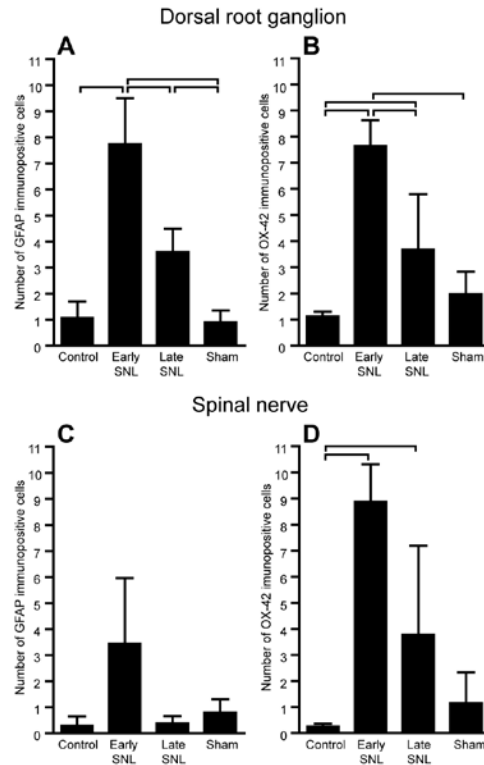 Dorsal root ganglion
A
B
Number of GFAP immunopositive cells
11
10
9
8
7
6
5
4
3
2
1
0
Control
Early
SNL
Late
SNL
Sham
Number of OX-42 immunopositive cells
11
10
9
8
7
6
5
4
3
2
1
0
Control
Early
SNL
Late
SNL
Sham
Spinal nerve
C
D
Number of GFAP immunopositive cells
11
10
9
8
7
6
5
4
3
2
1
0
Control
Early
SNL
Late
SNL
Sham
Number of OX-42 imunopositive cells
11
10
9
8
7
6
5
4
3
2
1
0
Control
Early
SNL
Late
SNL
Sham